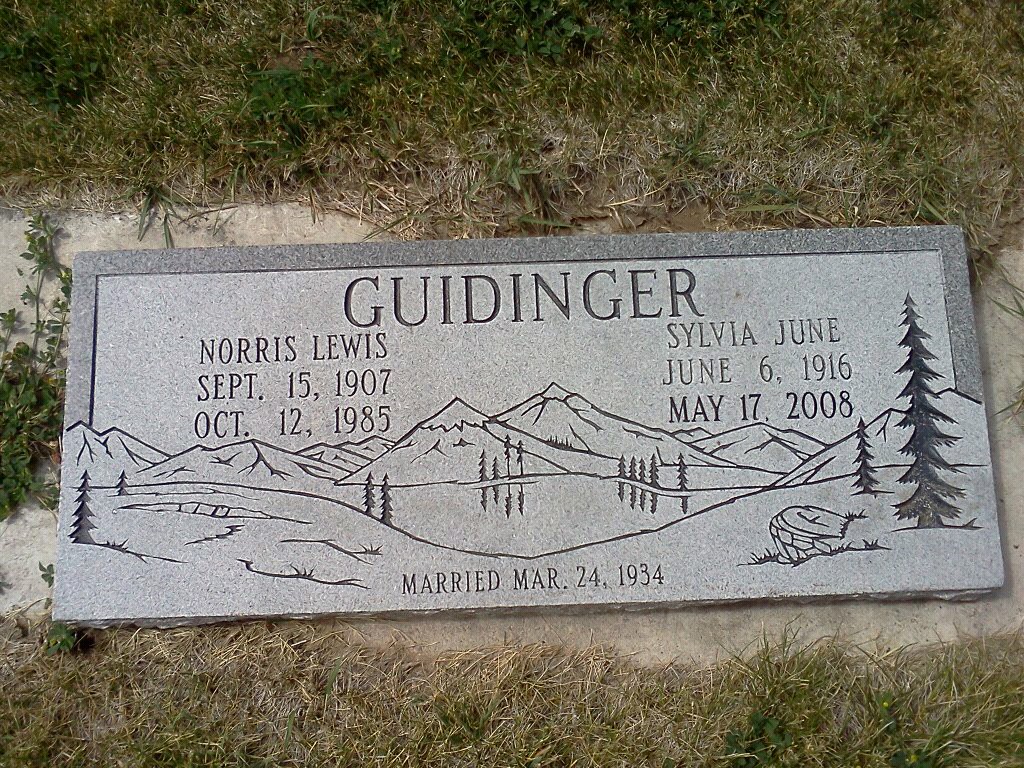 GUIDINGER
NORRIS LEWIS
SEPT. 15, 1907
OCT. 12, 1985
SYLVIA JUNE
JUNE 6, 1916
MAY 17, 2008
MARRIED MAR. 24, 1934